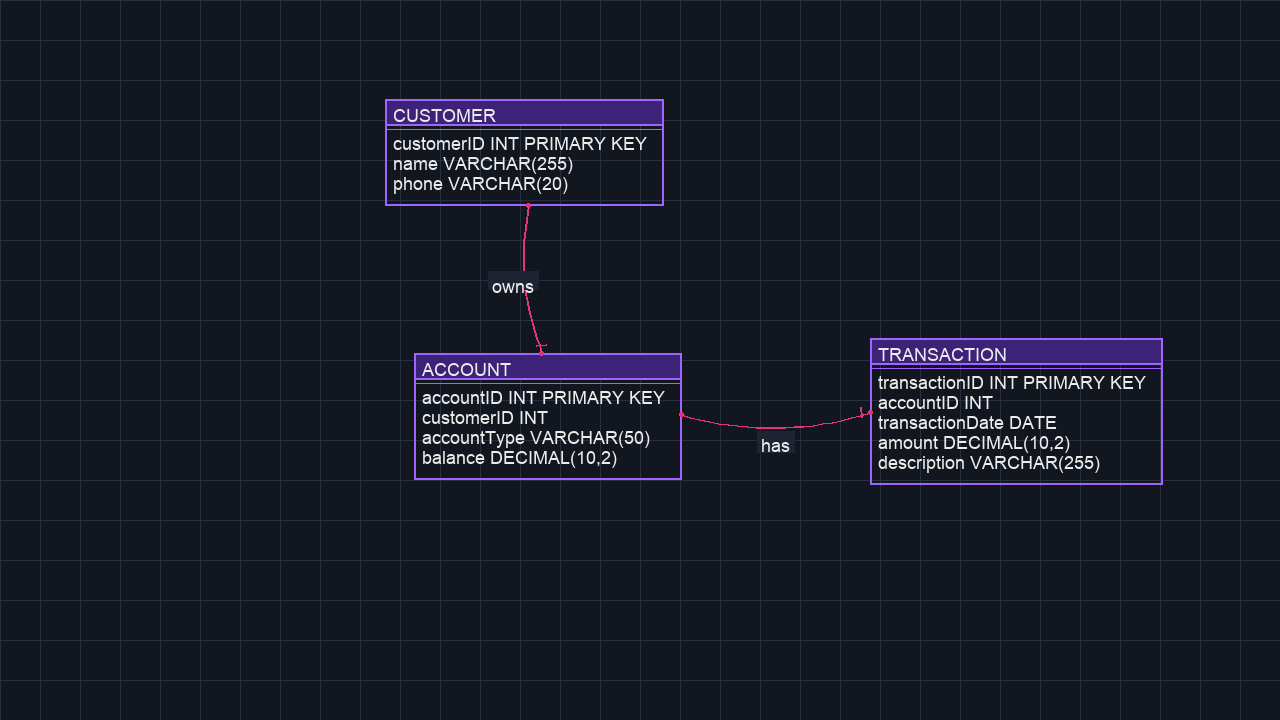 CUSTOMER
customerID INT PRIMARY KEY
name VARCHAR(255)
phone VARCHAR(20)
owns
ACCOUNT
accountID INT PRIMARY KEY
customerID INT
accountType VARCHAR(50)
balance DECIMAL(10,2)
has
TRANSACTION
transactionID INT PRIMARY KEY
accountID INT
transactionDate DATE
amount DECIMAL(10,2)
description VARCHAR(255)